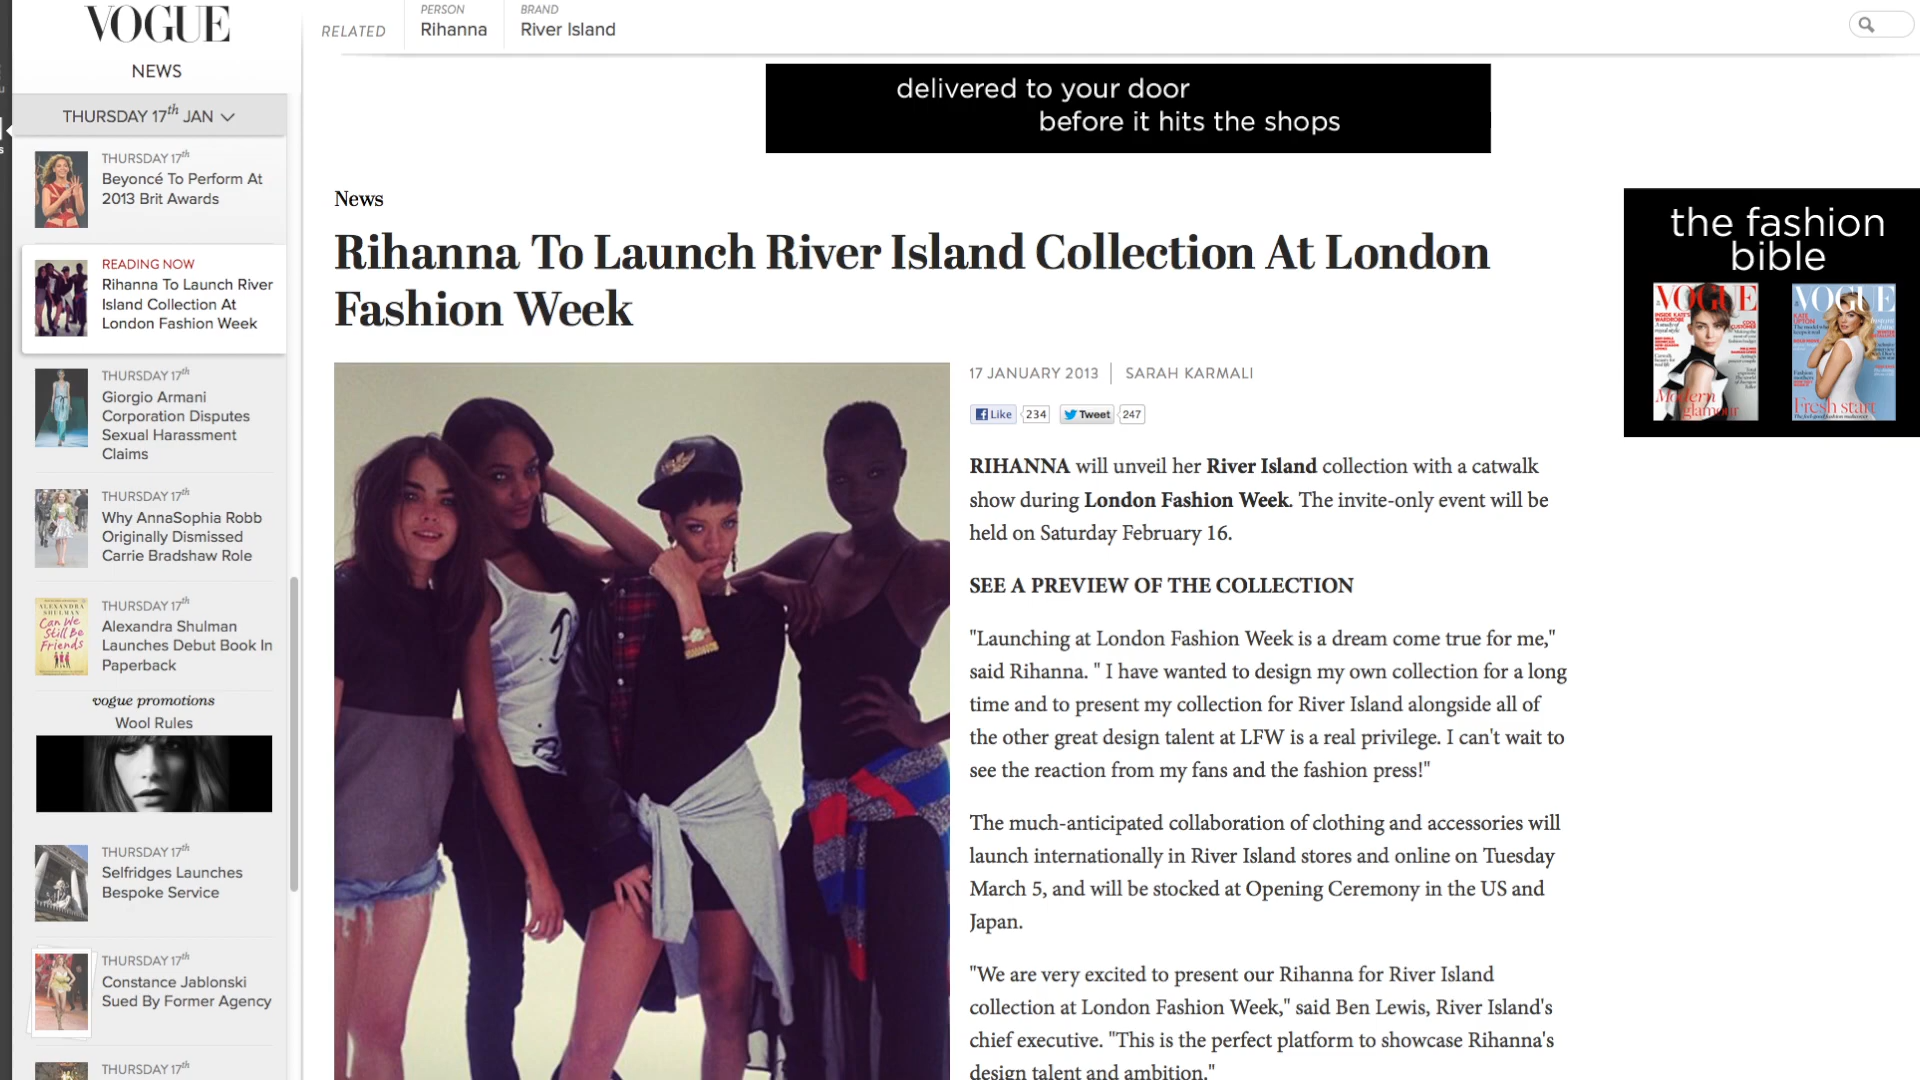 VOGUE
NEWS
THURSDAY 17th JAN
THURSDAY 17th
Beyoncé To Perform At
2013 Brit Awards
READING NOW
Rihanna To Launch River
Island Collection At
London Fashion Week
THURSDAY 17th
Giorgio Armani
Corporation Disputes
Sexual Harassment
Claims
THURSDAY 17th
Why AnnaSophia Robb
Originally Dismissed
Carrie Bradshaw Role
ALEXANDRA
SHULMAN
Can We
Still Be
Friends
THURSDAY 17th
Alexandra Shulman
Launches Debut Book In
Paperback
vogue promotions
Wool Rules
THURSDAY 17th
Selfridges Launches
Bespoke Service
THURSDAY 17th
Constance Jablonski
Sued By Former Agency
THURSDAY 17th
RELATED
PERSON
Rihanna
BRAND
River Island
delivered to your door
before it hits the shops
News
Rihanna To Launch River Island Collection At London
Fashion Week
17 JANUARY 2013 | SARAH KARMALI
Like 234 Tweet 247
RIHANNA will unveil her River Island collection with a catwalk
show during London Fashion Week. The invite-only event will be
held on Saturday February 16.
SEE A PREVIEW OF THE COLLECTION
"Launching at London Fashion Week is a dream come true for me,"
said Rihanna. " I have wanted to design my own collection for a long
time and to present my collection for River Island alongside all of
the other great design talent at LFW is a real privilege. I can't wait to
see the reaction from my fans and the fashion press!"
The much-anticipated collaboration of clothing and accessories will
launch internationally in River Island stores and online on Tuesday
March 5, and will be stocked at Opening Ceremony in the US and
Japan.
"We are very excited to present our Rihanna for River Island
collection at London Fashion Week," said Ben Lewis, River Island's
chief executive. "This is the perfect platform to showcase Rihanna's
design talent and ambition."
the fashion
bible
VOGUE
Modern
glamour
VOGUE
KATE
UPTON
Fresh start